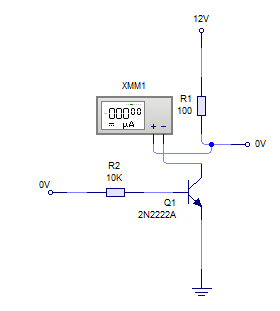 12V
XMM1
-000.00
µA
+ -
R1
100
0V
R2
10K
0V
Q1
2N2222A